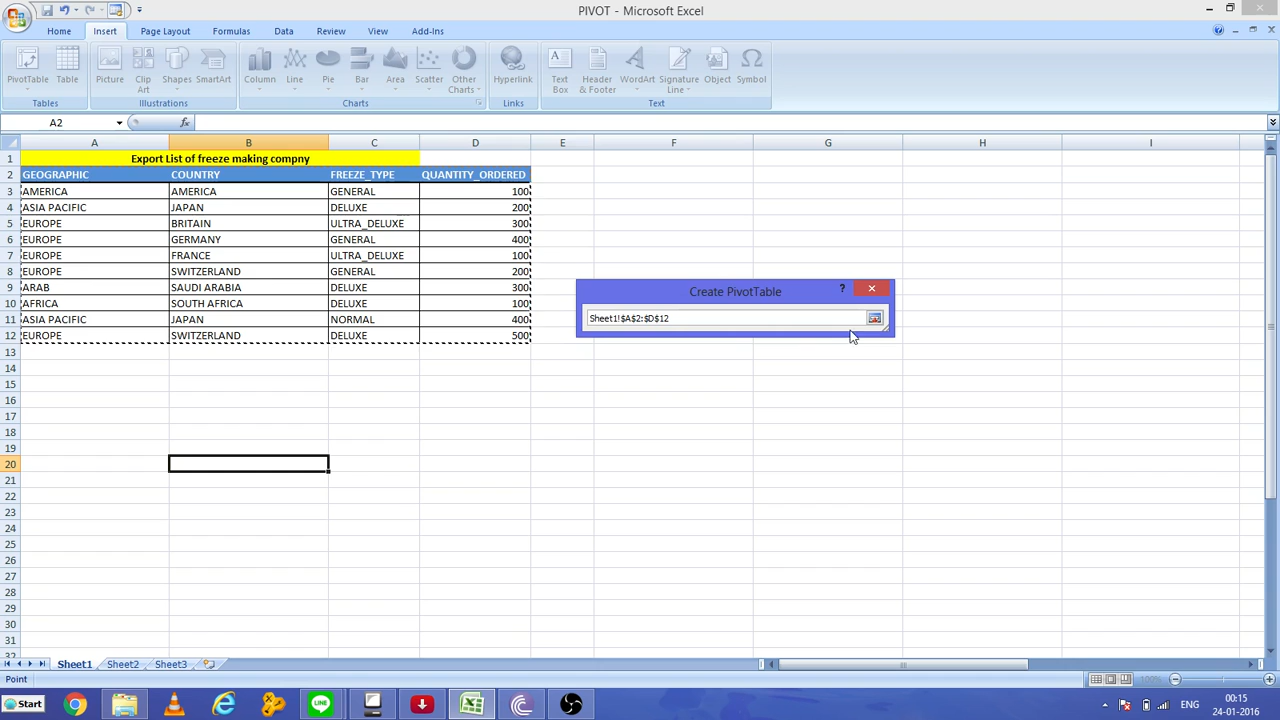 PIVOT - Microsoft Excel
Home Insert Page Layout Formulas Data Review View Add-Ins
PivotTable Table Picture Clip Art Shapes SmartArt Column Line Pie Bar Area Scatter Other Charts Hyperlink Text Box Header & Footer WordArt Signature Line Object Symbol
Tables Illustrations Charts Links Text
A2 fx
A B C D E F G H I
1 Export List of freeze making compny
2 GEOGRAPHIC COUNTRY FREEZE_TYPE QUANTITY_ORDERED
3 AMERICA AMERICA GENERAL 100
4 ASIA PACIFIC JAPAN DELUXE 200
5 EUROPE BRITAIN ULTRA_DELUXE 300
6 EUROPE GERMANY GENERAL 400
7 EUROPE FRANCE ULTRA_DELUXE 100
8 EUROPE SWITZERLAND GENERAL 200
9 ARAB SAUDI ARABIA DELUXE 300
10 AFRICA SOUTH AFRICA DELUXE 100
11 ASIA PACIFIC JAPAN NORMAL 400
12 EUROPE SWITZERLAND DELUXE 500
Create PivotTable ?
Sheet1!$A$2:$D$12
13
14
15
16
17
18
19
20
21
22
23
24
25
26
27
28
29
30
31
32
Sheet1 Sheet2 Sheet3
Point 100%
Start LINE ENG 00:15
24-01-2016